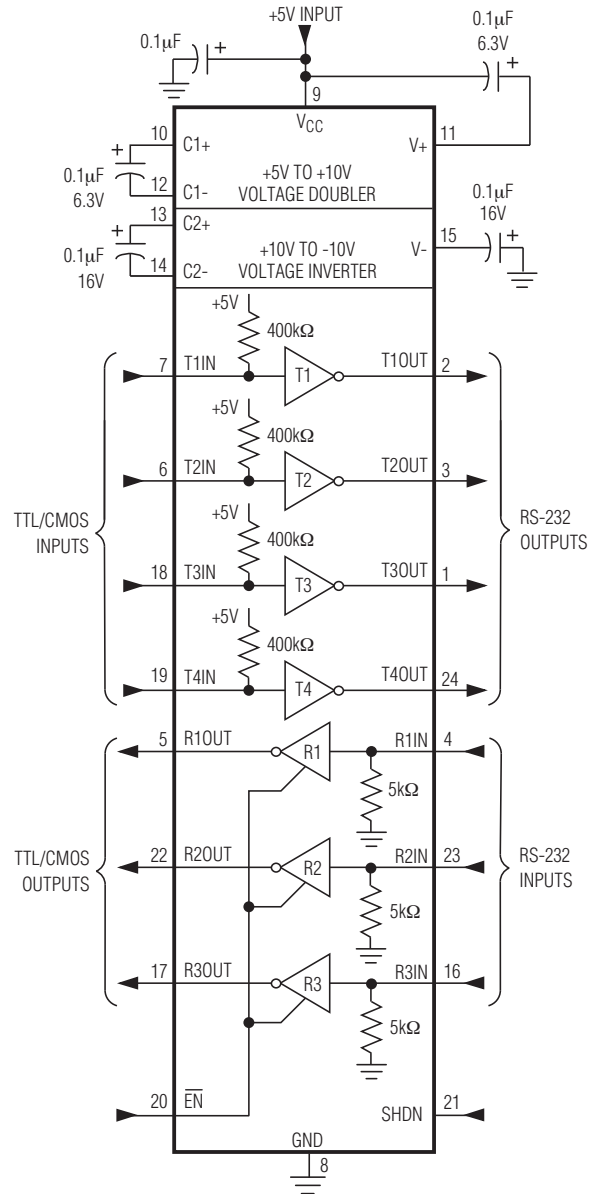 +5V INPUT
0.1µF
+
0.1µF
6.3V
+
9
VCC
10
C1+
V+
11
+
0.1µF
6.3V
12
C1-
+5V TO +10V
VOLTAGE DOUBLER
13
C2+
+
0.1µF
16V
14
C2-
+10V TO -10V
VOLTAGE INVERTER
V-
15
0.1µF
16V
+
+5V
400kΩ
7
T1IN
T1
T1OUT
2
+5V
400kΩ
6
T2IN
T2
T2OUT
3
TTL/CMOS
INPUTS
RS-232
OUTPUTS
+5V
400kΩ
18
T3IN
T3
T3OUT
1
+5V
400kΩ
19
T4IN
T4
T4OUT
24
5
R1OUT
R1
R1IN
4
5kΩ
22
R2OUT
R2
R2IN
23
TTL/CMOS
OUTPUTS
RS-232
INPUTS
5kΩ
17
R3OUT
R3
R3IN
16
5kΩ
20
E̅N̅
SHDN
21
GND
8